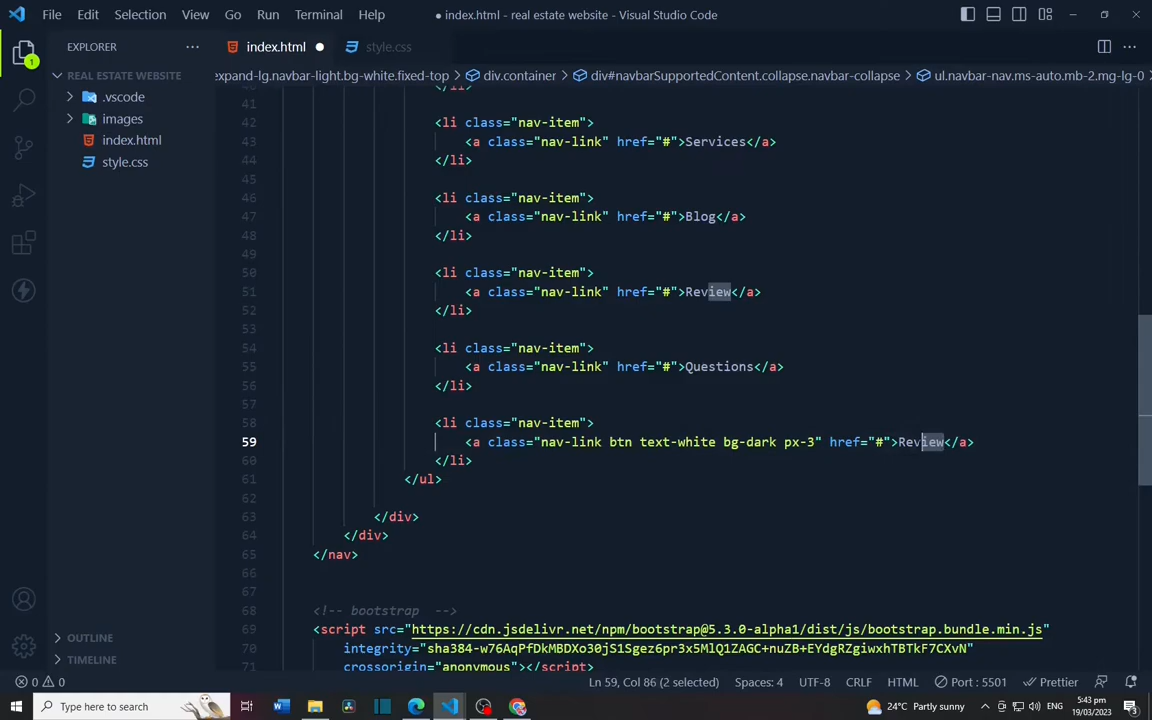 File Edit Selection View Go Run Terminal Help
● index.html - real estate website - Visual Studio Code
EXPLORER
index.html
style.css
REAL ESTATE WEBSITE
expand-lg.navbar-light.bg-white.fixed-top > div.container > div#navbarSupportedContent.collapse.navbar-collapse > ul.navbar-nav.ms-auto.mb-2.mg-lg-0
.vscode
images
index.html
style.css
1
40 </li>
41
42 <li class="nav-item">
43 <a class="nav-link" href="#">Services</a>
44 </li>
45
46 <li class="nav-item">
47 <a class="nav-link" href="#">Blog</a>
48 </li>
49
50 <li class="nav-item">
51 <a class="nav-link" href="#">Review</a>
52 </li>
53
54 <li class="nav-item">
55 <a class="nav-link" href="#">Questions</a>
56 </li>
57
58 <li class="nav-item">
59 <a class="nav-link btn text-white bg-dark px-3" href="#">Review</a>
60 </li>
61 </ul>
62
63 </div>
64 </div>
65 </nav>
66
67
68 <!-- bootstrap -->
69 <script src="https://cdn.jsdelivr.net/npm/bootstrap@5.3.0-alpha1/dist/js/bootstrap.bundle.min.js"
70 integrity="sha384-w76AqPfDkMBDXo30jS1Sgez6pr3x5MlQ1ZAGC+nuZB+EYdgRZgiwxhTBTkF7CXvN"
71 crossorigin="anonymous"></script>
OUTLINE
TIMELINE
0 0
Ln 59, Col 86 (2 selected) Spaces: 4 UTF-8 CRLF HTML Port : 5501 Prettier
Type here to search
24°C Partly sunny
ENG
5:43 pm
19/03/2023
3